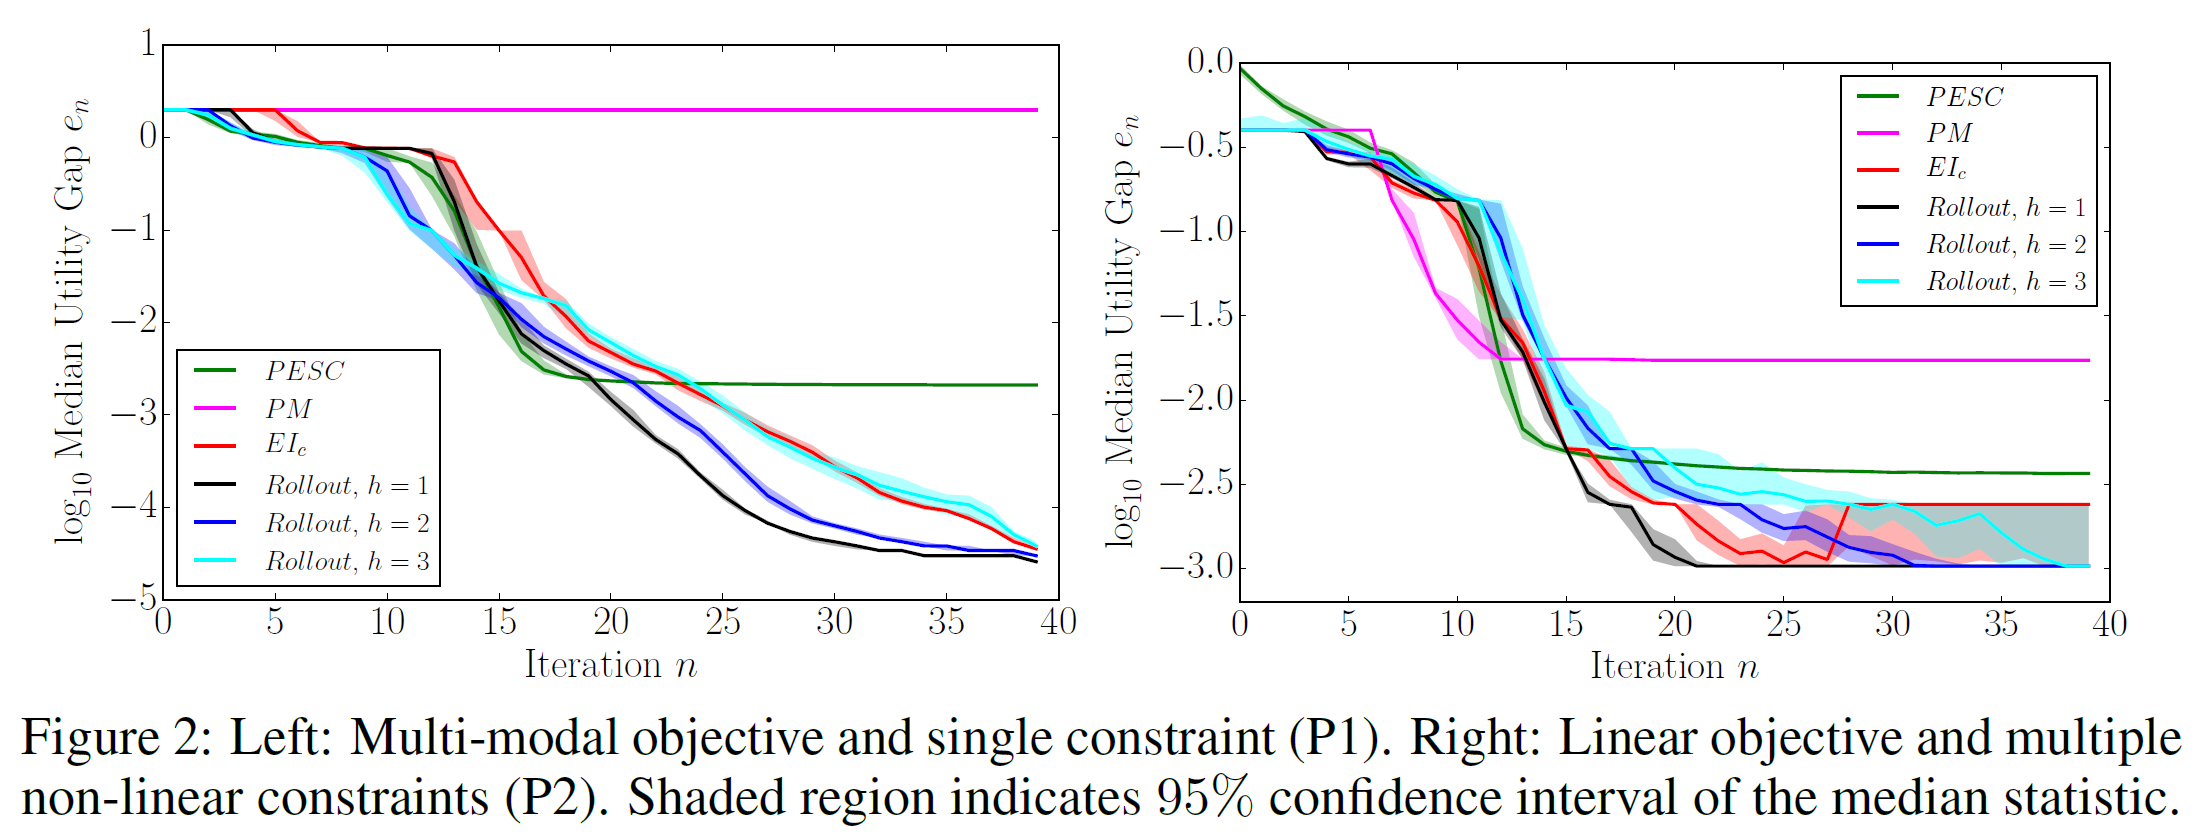 1
0
−1
−2
−3
−4
−5
log10 Median Utility Gap en
PESC
PM
EIc
Rollout, h = 1
Rollout, h = 2
Rollout, h = 3
0 5 10 15 20 25 30 35 40
Iteration n
0.0
−0.5
−1.0
−1.5
−2.0
−2.5
−3.0
log10 Median Utility Gap en
PESC
PM
EIc
Rollout, h = 1
Rollout, h = 2
Rollout, h = 3
0 5 10 15 20 25 30 35 40
Iteration n
Figure 2: Left: Multi-modal objective and single constraint (P1). Right: Linear objective and multiple
non-linear constraints (P2). Shaded region indicates 95% confidence interval of the median statistic.